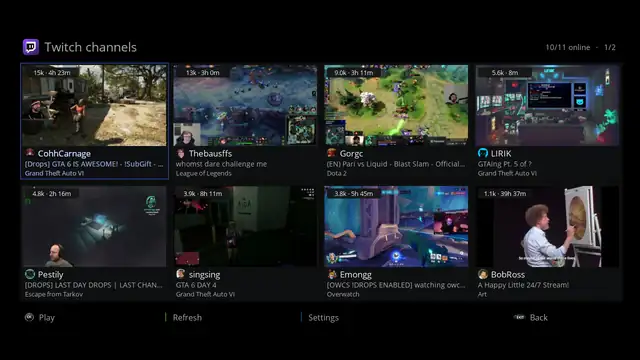 Twitch channels
10/11 online · 1/2
15k · 4h 23m
13k · 3h 0m
9.0k · 3h 11m
5.6k · 8m
CohhCarnage
[Drops] GTA 6 IS AWESOME! - !SubGift - ...
Grand Theft Auto VI
Thebausffs
whomst dare challenge me
League of Legends
Gorgc
(EN) Pari vs Liquid - Blast Slam - Official...
Dota 2
LIRIK
GTAing Pt. 5 of ?
Grand Theft Auto VI
4.8k · 2h 16m
3.9k · 8h 11m
3.8k · 5h 45m
1.1k · 39h 37m
Pestily
[DROPS] LAST DAY DROPS | LAST CHAN...
Escape from Tarkov
singsing
GTA 6 DAY 4
Grand Theft Auto VI
Emongg
[OWCS !DROPS ENABLED] watching owc...
Overwatch
BobRoss
A Happy Little 24/7 Stream!
Art
Play
Refresh
Settings
Back